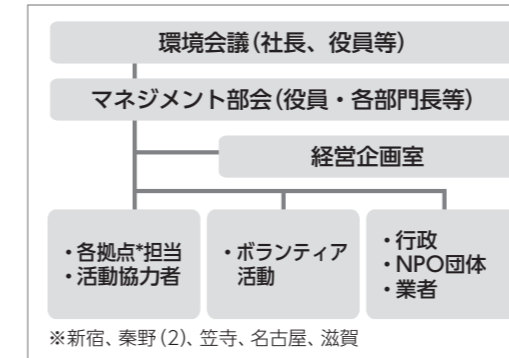 環境会議（社長、役員等）
マネジメント部会（役員・各部門長等）
経営企画室
・各拠点*担当
・活動協力者
・ボランティア
活動
・行政
・NPO団体
・業者
※新宿、秦野（2）、笠寺、名古屋、滋賀